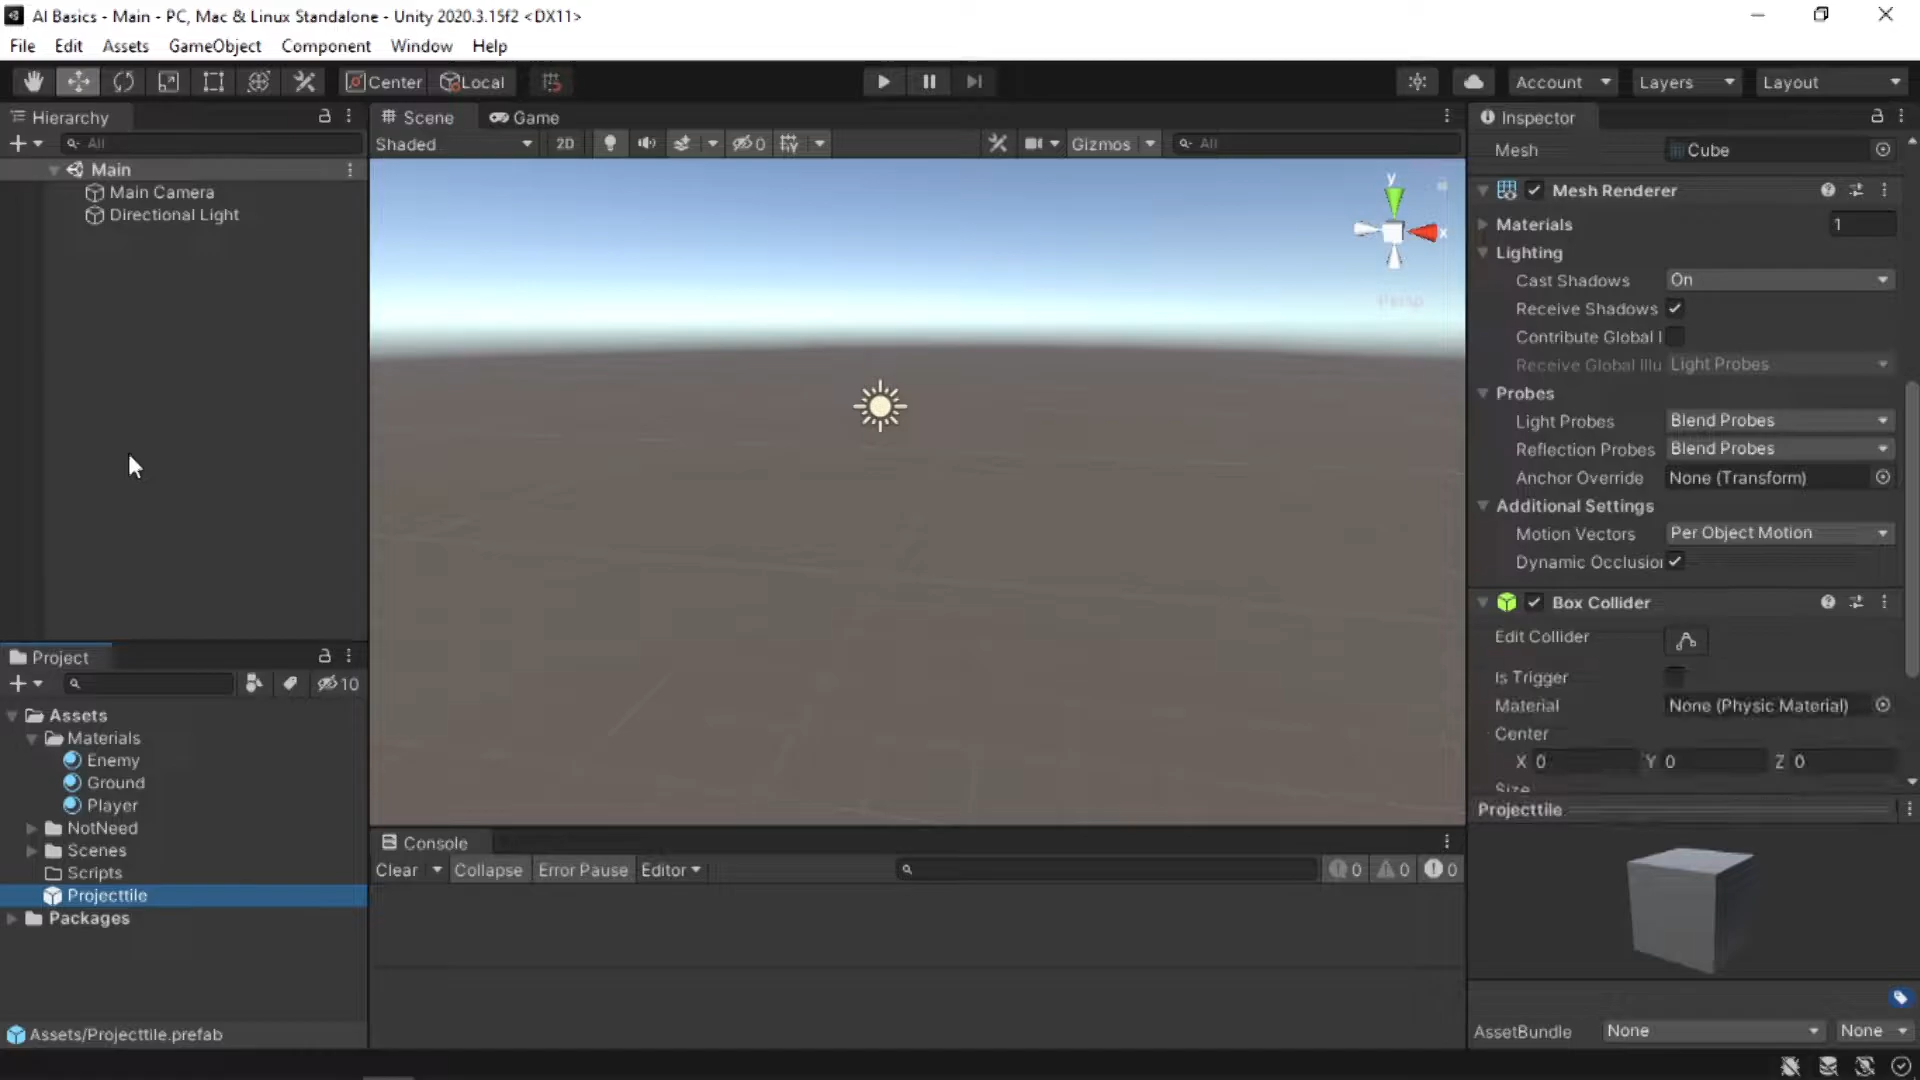 AI Basics - Main - PC, Mac & Linux Standalone - Unity 2020.3.15f2 <DX11>
File Edit Assets GameObject Component Window Help
Center Local Account Layers Layout
Hierarchy
All
Main
Main Camera
Directional Light
Scene Game
Shaded 2D 0 Gizmos All
y
x
Persp
Project
10
Assets
Materials
Enemy
Ground
Player
NotNeed
Scenes
Scripts
Projecttile
Packages
Assets/Projecttile.prefab
Console
Clear Collapse Error Pause Editor 0 0 0
Inspector
Mesh Cube
Mesh Renderer
Materials 1
Lighting
Cast Shadows On
Receive Shadows
Contribute Global I
Receive Global Illu Light Probes
Probes
Light Probes Blend Probes
Reflection Probes Blend Probes
Anchor Override None (Transform)
Additional Settings
Motion Vectors Per Object Motion
Dynamic Occlusion
Box Collider
Edit Collider
Is Trigger
Material None (Physic Material)
Center
X 0 Y 0 Z 0
Size
Projecttile
AssetBundle None None